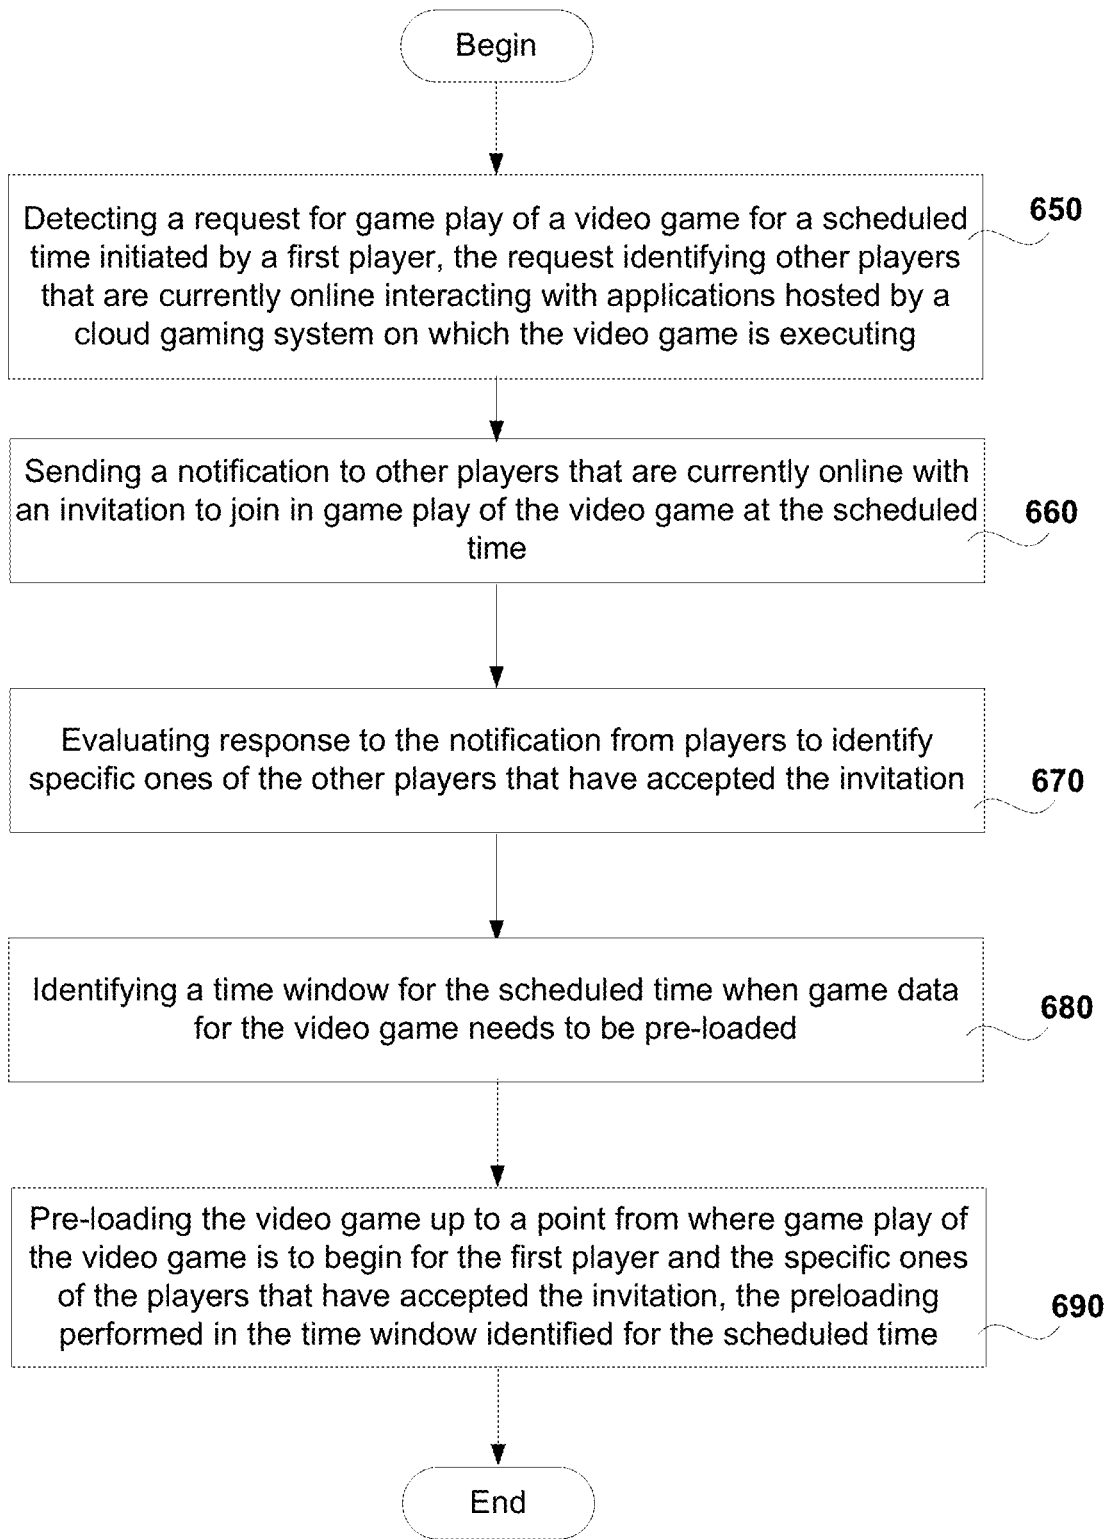 Begin
Detecting a request for game play of a video game for a scheduled
time initiated by a first player, the request identifying other players
that are currently online interacting with applications hosted by a
cloud gaming system on which the video game is executing
650
Sending a notification to other players that are currently online with
an invitation to join in game play of the video game at the scheduled
time
660
Evaluating response to the notification from players to identify
specific ones of the other players that have accepted the invitation
670
Identifying a time window for the scheduled time when game data
for the video game needs to be pre-loaded
680
Pre-loading the video game up to a point from where game play of
the video game is to begin for the first player and the specific ones
of the players that have accepted the invitation, the preloading
performed in the time window identified for the scheduled time
690
End